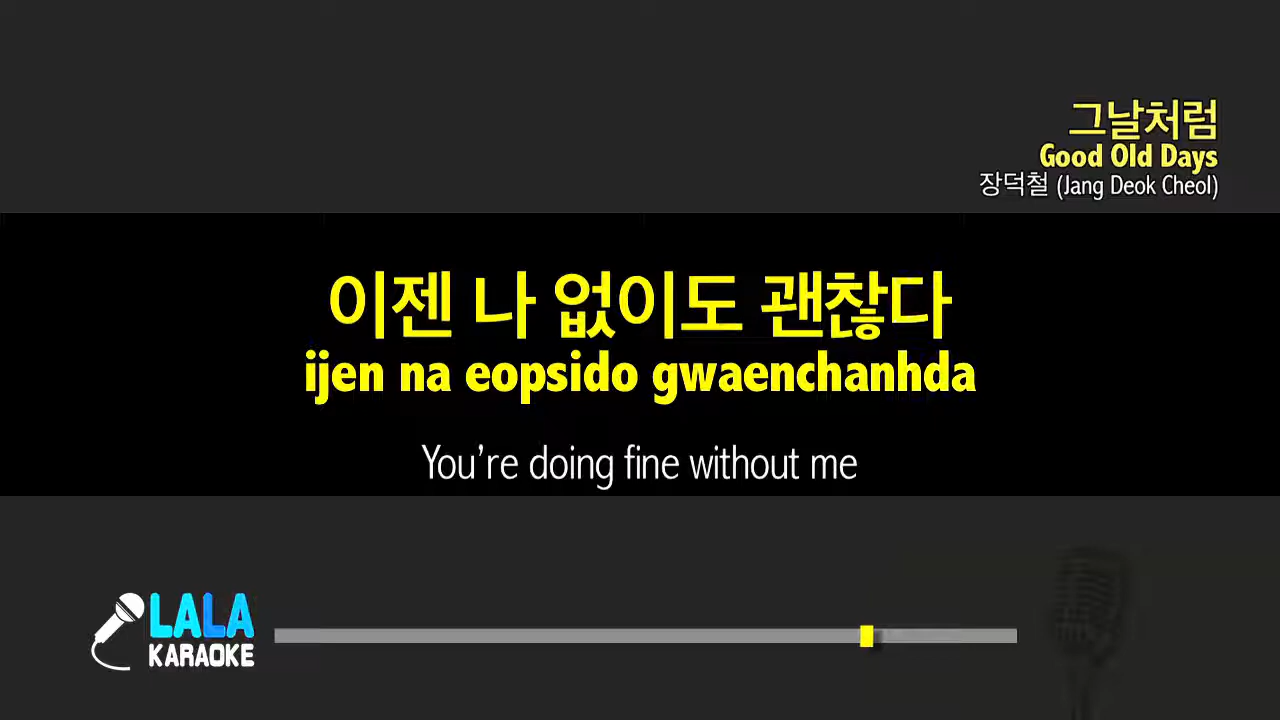 그날처럼
Good Old Days
장덕철 (Jang Deok Cheol)
이젠 나 없이도 괜찮다
ijen na eopsido gwaenchanhda
You’re doing fine without me
LALA
KARAOKE